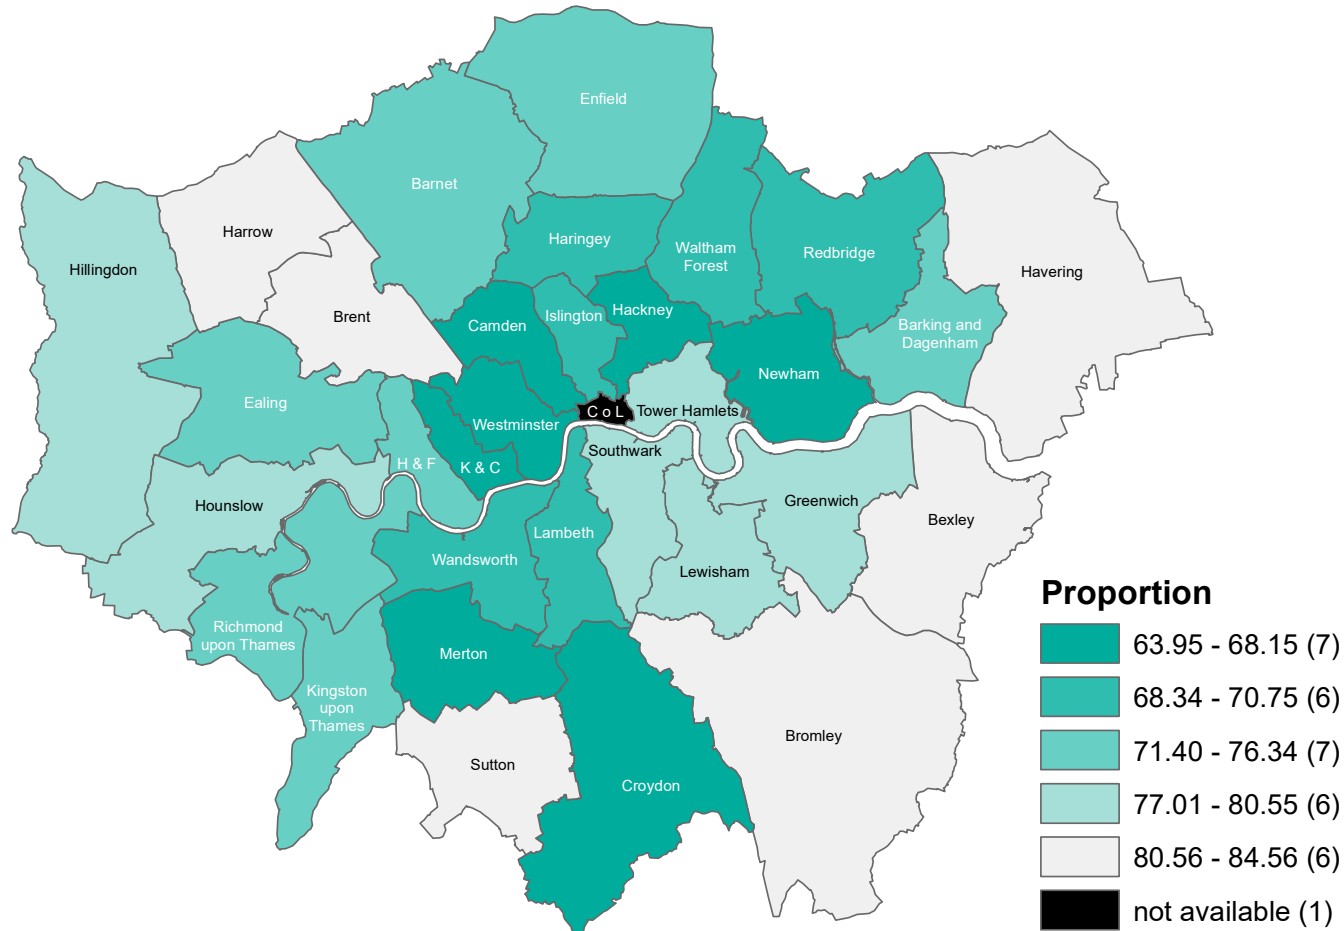 Enfield
Barnet
Harrow
Haringey
Waltham
Forest
Redbridge
Havering
Hillingdon
Brent
Camden
Islington
Hackney
Barking and
Dagenham
Newham
Ealing
Westminster
C o L
Tower Hamlets
Southwark
H & F
K & C
Hounslow
Greenwich
Bexley
Lambeth
Wandsworth
Lewisham
Richmond
upon Thames
Merton
Kingston
upon
Thames
Sutton
Croydon
Bromley
Proportion
63.95 - 68.15 (7)
68.34 - 70.75 (6)
71.40 - 76.34 (7)
77.01 - 80.55 (6)
80.56 - 84.56 (6)
not available (1)